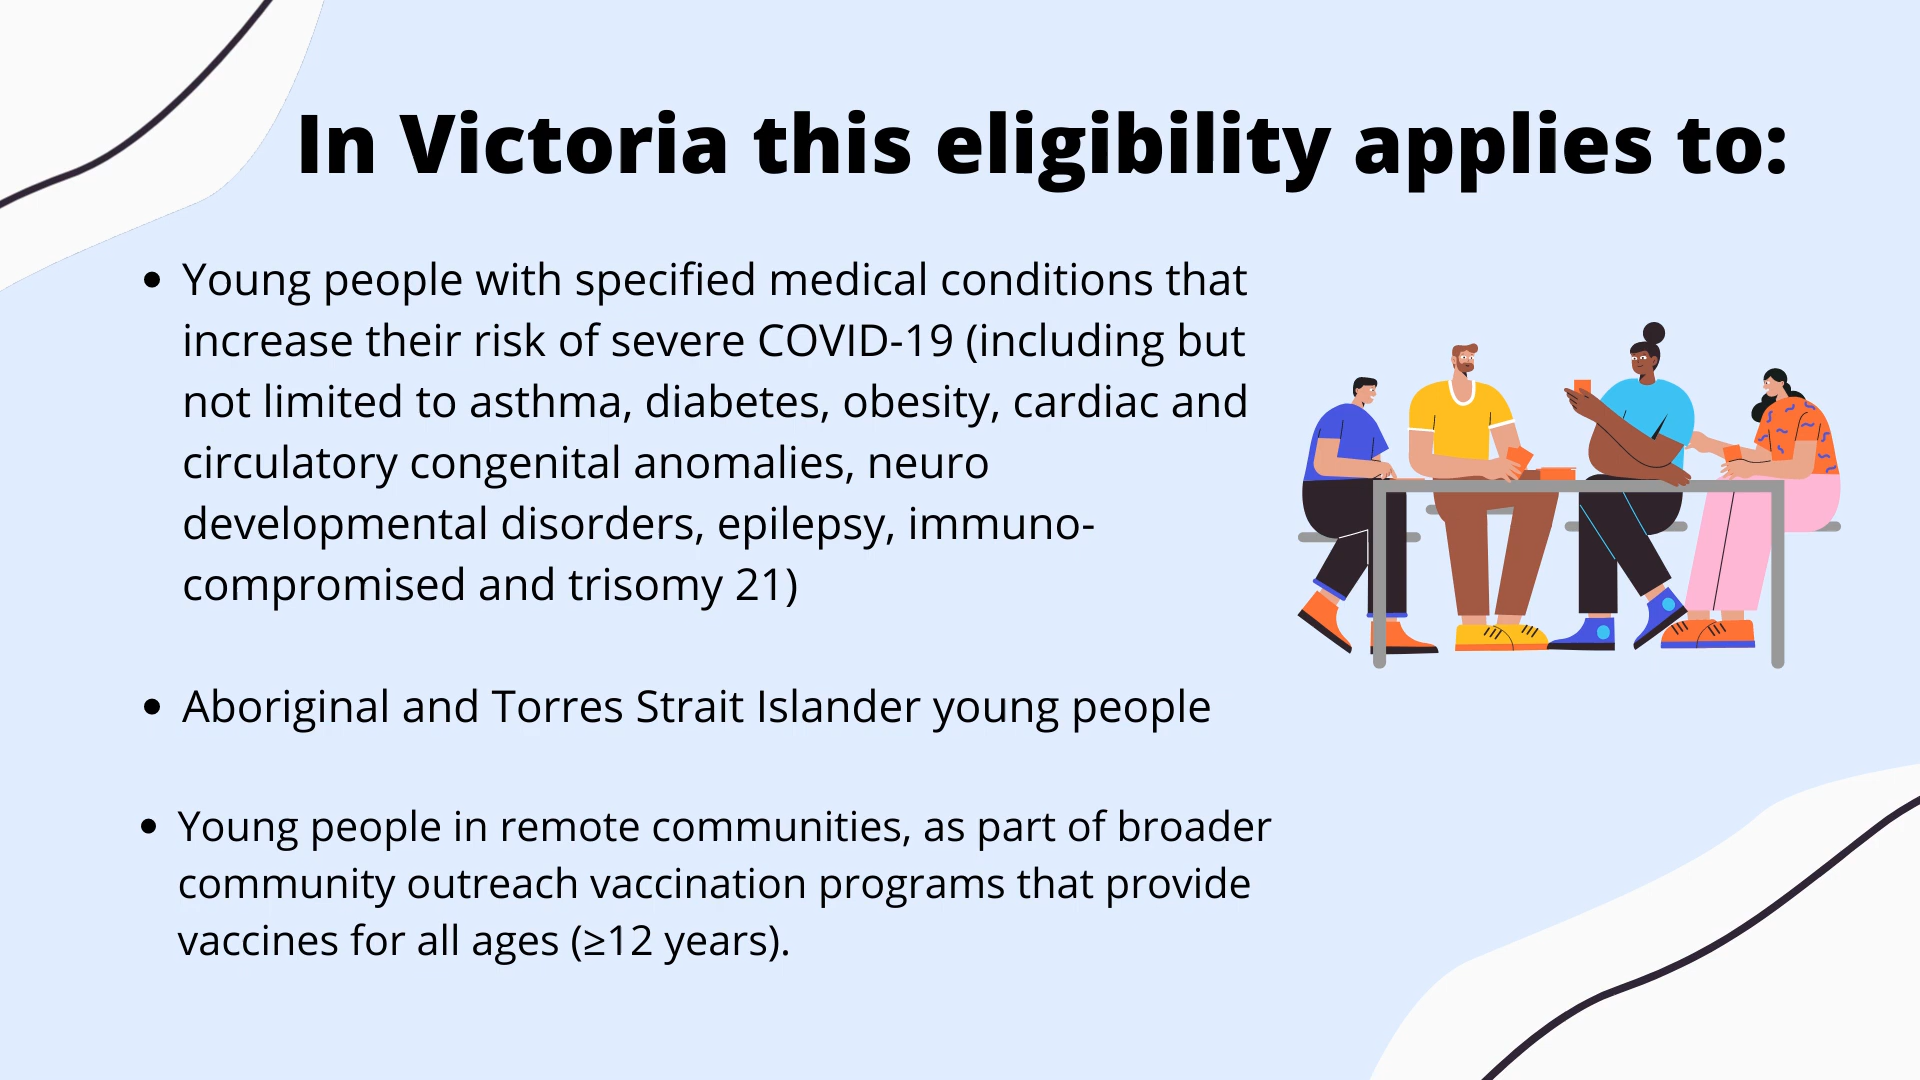 In Victoria this eligibility applies to:
• Young people with specified medical conditions that
increase their risk of severe COVID-19 (including but
not limited to asthma, diabetes, obesity, cardiac and
circulatory congenital anomalies, neuro
developmental disorders, epilepsy, immuno-
compromised and trisomy 21)
• Aboriginal and Torres Strait Islander young people
• Young people in remote communities, as part of broader
community outreach vaccination programs that provide
vaccines for all ages (≥12 years).